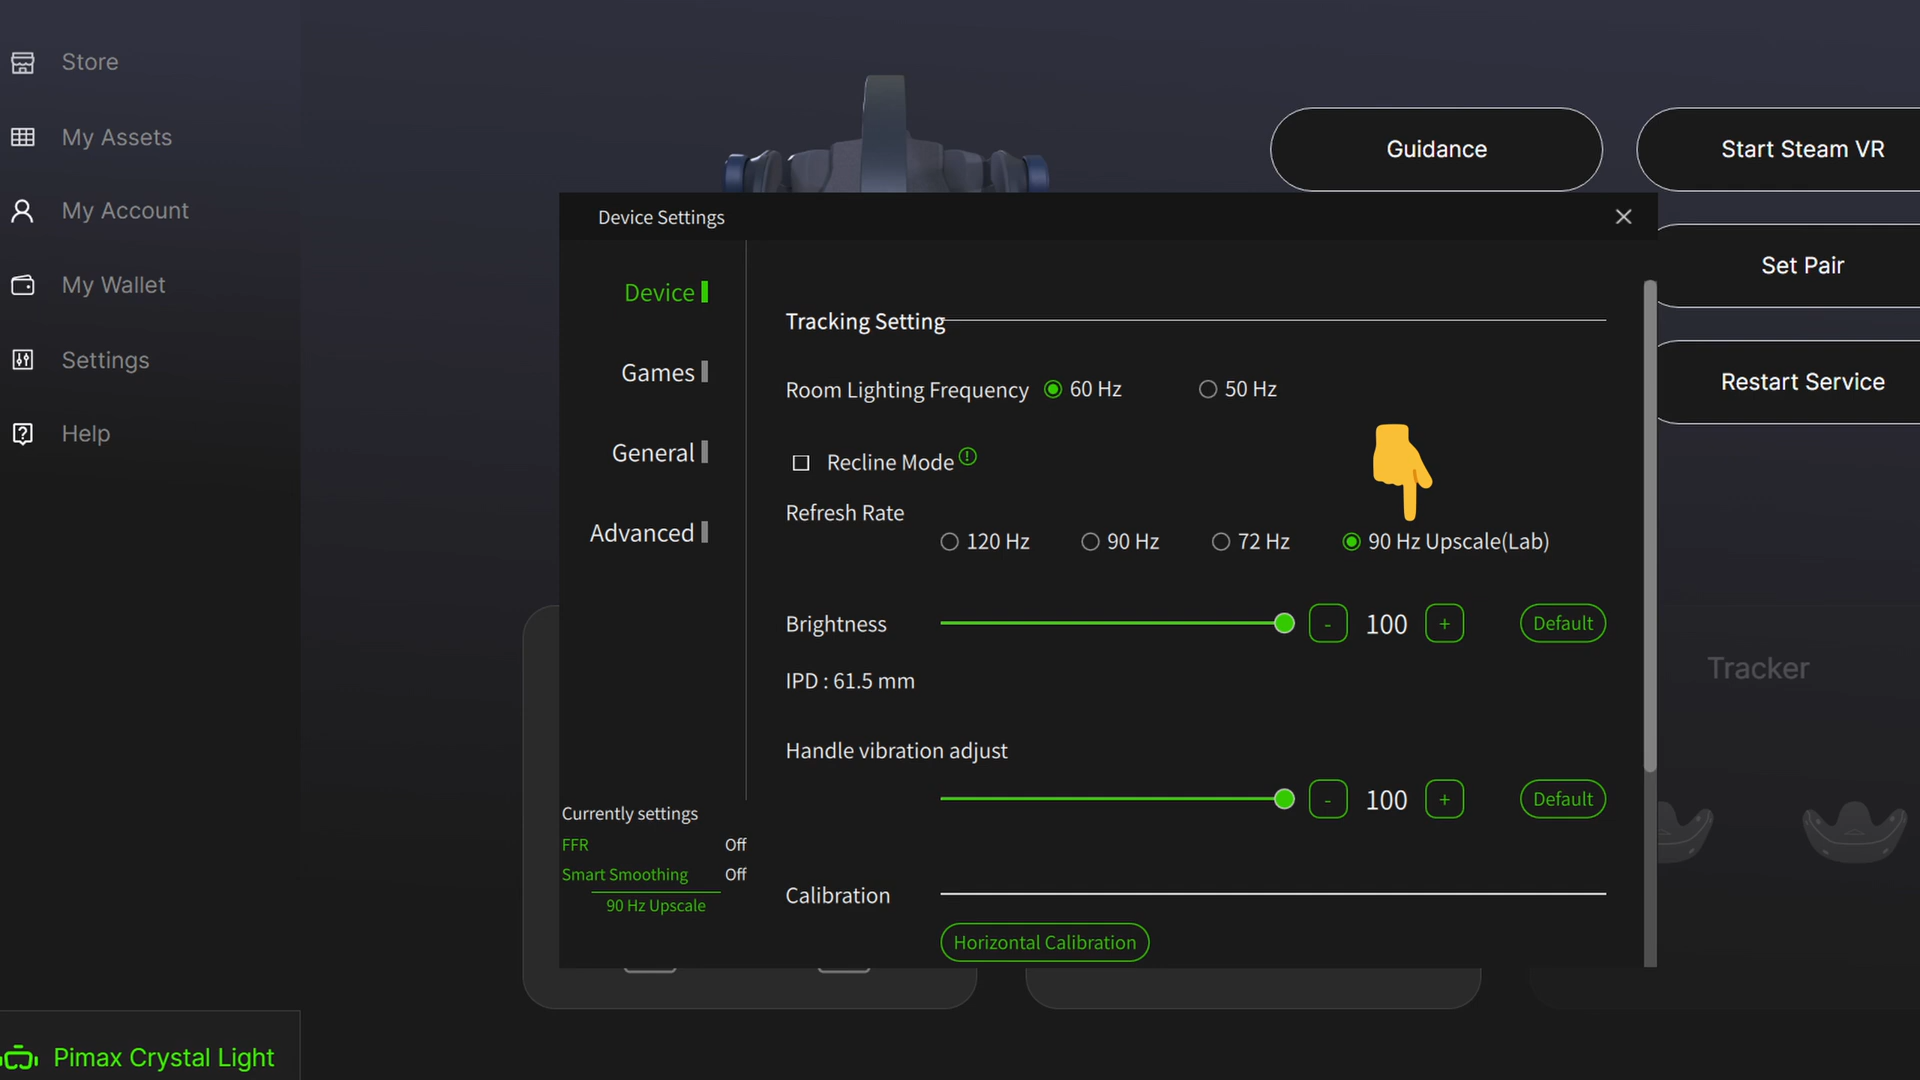 Store
My Assets
My Account
My Wallet
Settings
Help
Pimax Crystal Light
Guidance
Start Steam VR
Set Pair
Restart Service
Tracker
Device Settings
Device
Games
General
Advanced
Currently settings
FFR Off
Smart Smoothing Off
90 Hz Upscale
Tracking Setting
Room Lighting Frequency 60 Hz 50 Hz
Recline Mode
Refresh Rate
120 Hz 90 Hz 72 Hz 90 Hz Upscale(Lab)
Brightness - 100 + Default
IPD : 61.5 mm
Handle vibration adjust
- 100 + Default
Calibration
Horizontal Calibration